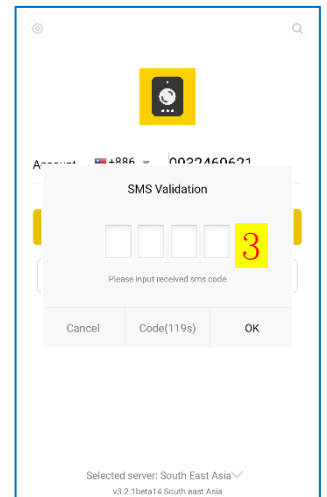 Account +886 0932469621
SMS Validation
3
Please input received sms code
Cancel Code(119s) OK
Selected server: South East Asia
v3.2.1beta14 South east Asia